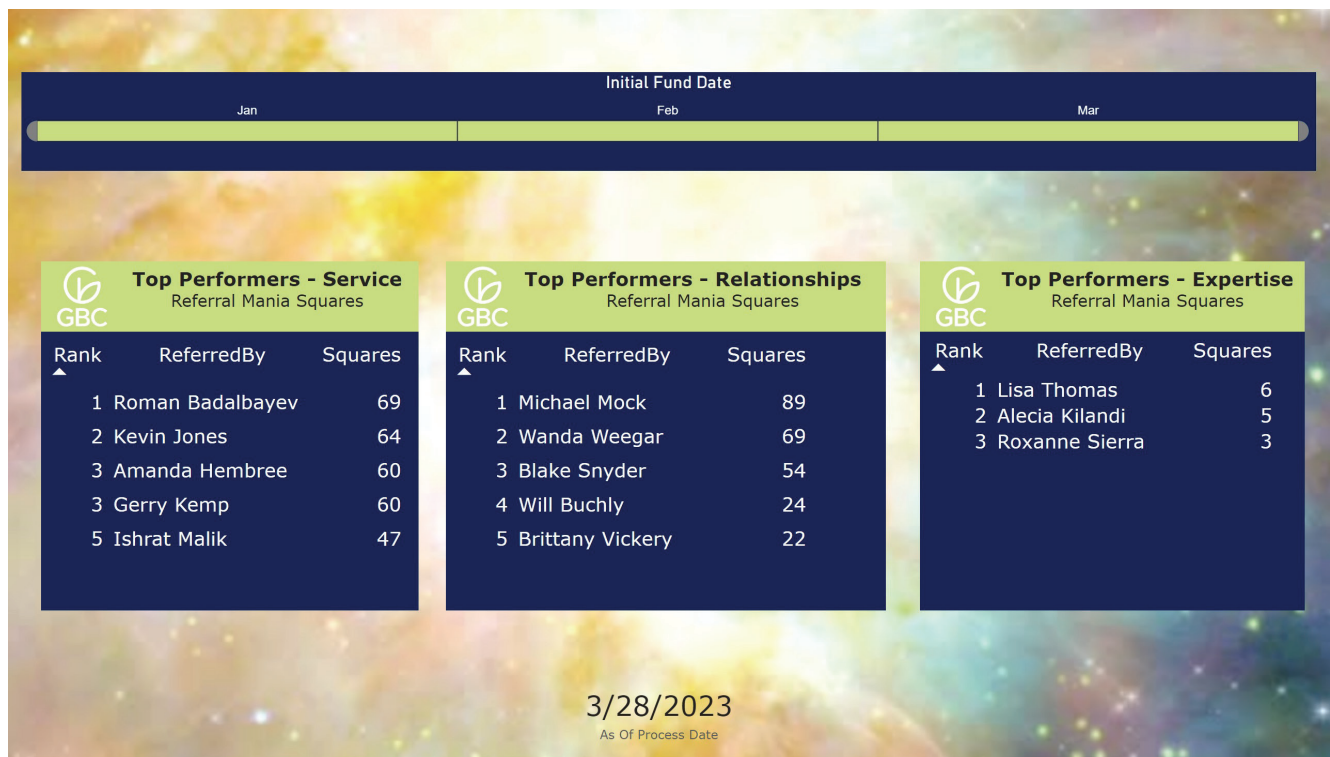 Initial Fund Date
Jan Feb Mar
GBC
Top Performers - Service
Referral Mania Squares
Rank ReferredBy Squares
1 Roman Badalbayev 69
2 Kevin Jones 64
3 Amanda Hembree 60
3 Gerry Kemp 60
5 Ishrat Malik 47
GBC
Top Performers - Relationships
Referral Mania Squares
Rank ReferredBy Squares
1 Michael Mock 89
2 Wanda Weegar 69
3 Blake Snyder 54
4 Will Buchly 24
5 Brittany Vickery 22
GBC
Top Performers - Expertise
Referral Mania Squares
Rank ReferredBy Squares
1 Lisa Thomas 6
2 Alecia Kilandi 5
3 Roxanne Sierra 3
3/28/2023
As Of Process Date